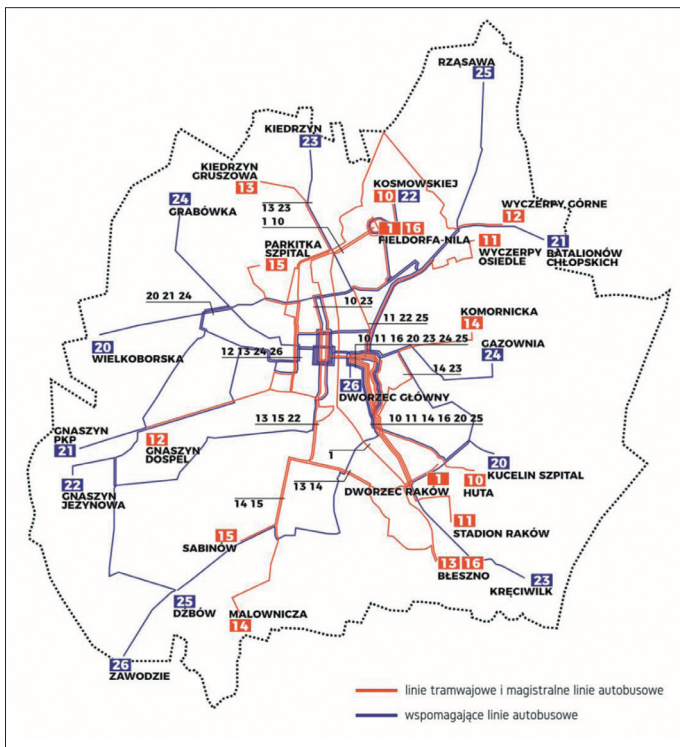 RZĄSAWA
25
KIEDRZYN
23
KIEDRZYN
GRUSZOWA
13
KOSMOWSKIEJ
10 22
WYCZERPY GÓRNE
12
24
GRABÓWKA
13 23
1 10
1 16
FIELDORFA-NILA
11
WYCZERPY
OSIEDLE
21
BATALIONÓW
CHŁOPSKICH
PARKITKA
SZPITAL
15
20 21 24
10 23
11 22 25
KOMORNICKA
14
20
WIELKOBORSKA
12 13 24 26
10 11 16 20 23 24 25
GAZOWNIA
24
14 23
26
DWORZEC GŁÓWNY
GNASZYN
PKP
21
12
GNASZYN
DOSPEL
13 15 22
10 11 14 16 20 25
22
GNASZYN
JEZYNOWA
1
20
KUCELIN SZPITAL
13 14
DWORZEC RAKÓW
1
10
HUTA
14 15
11
STADION RAKÓW
15
SABINÓW
13 16
BŁESZNO
23
KRĘCIWILK
25
DŹBÓW
MALOWNICZA
14
26
ZAWODZIE
linie tramwajowe i magistralne linie autobusowe
wspomagające linie autobusowe